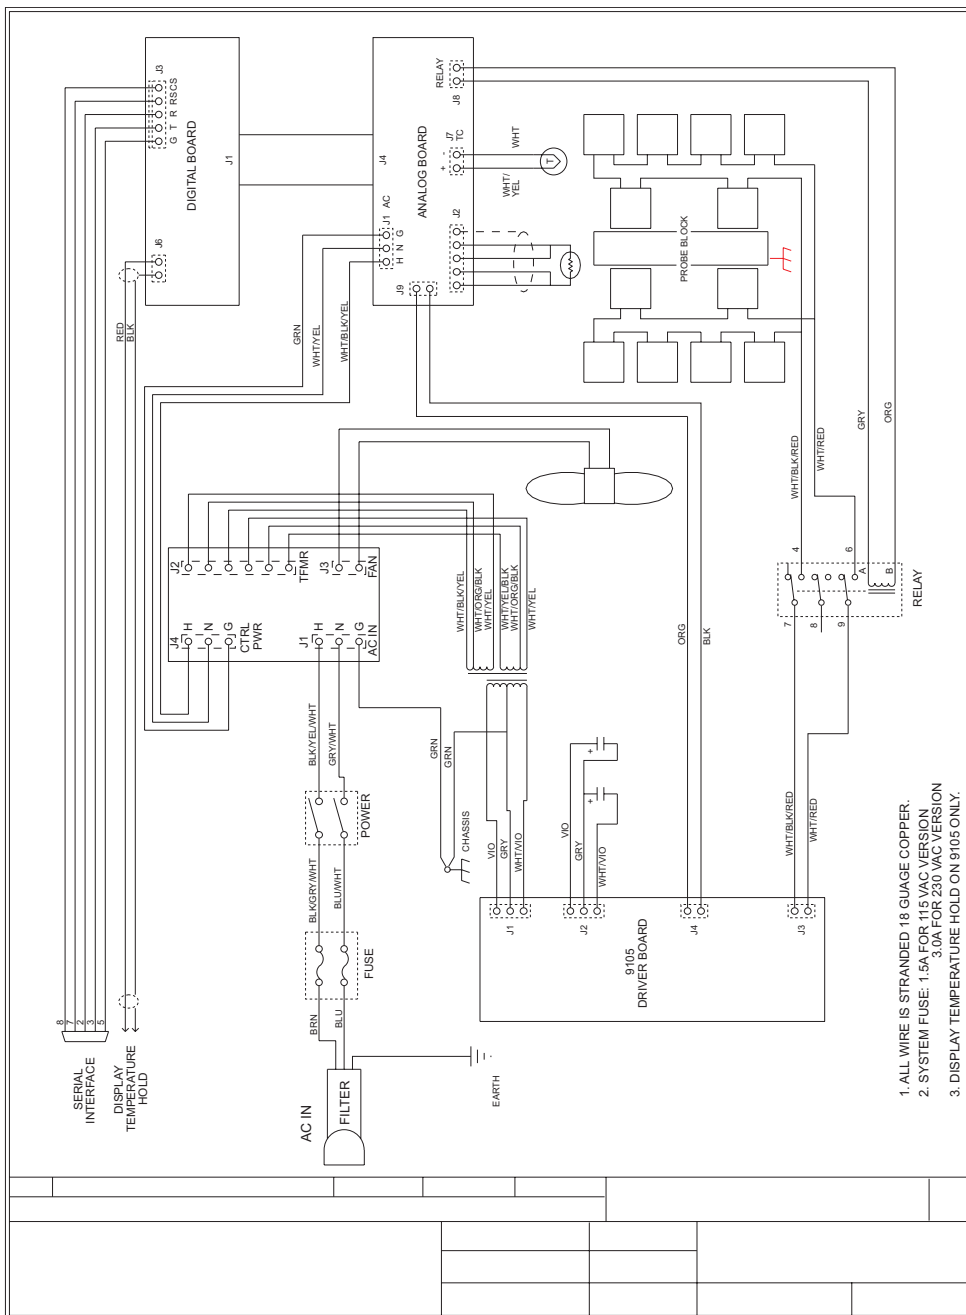 J3
G T R RSCS
DIGITAL BOARD
J1
J6
RED
BLK
RELAY
J8
J7
TC
- 
+
WHT
WHT/
YEL
T
J4
ANALOG BOARD
J1 AC
H N G
J2
J9
PROBE BLOCK
GRN
WHT/YEL
WHT/BLK/YEL
GRY
ORG
WHT/BLK/RED
WHT/RED
4
6
A
B
7
8
9
RELAY
J2
TFMR
J3
FAN
J4
H
N
G
CTRL
PWR
J1
H
N
G
AC IN
WHT/BLK/YEL
WHT/ORG/BLK
WHT/YEL
WHT/YEL/BLK
WHT/ORG/BLK
WHT/YEL
ORG
BLK
BLK/YEL/WHT
GRY/WHT
GRN
GRN
POWER
CHASSIS
BLK/GRY/WHT
BLU/WHT
FUSE
BRN
BLU
VIO
GRY
WHT/VIO
VIO
GRY
WHT/VIO
+
+
WHT/BLK/RED
WHT/RED
J1
J2
J4
J3
9105
DRIVER BOARD
8
7
2
3
5
SERIAL
INTERFACE
DISPLAY
TEMPERATURE
HOLD
AC IN
FILTER
EARTH
1. ALL WIRE IS STRANDED 18 GUAGE COPPER.
2. SYSTEM FUSE: 1.5A FOR 115 VAC VERSION
3.0A FOR 230 VAC VERSION
3. DISPLAY TEMPERATURE HOLD ON 9105 ONLY.